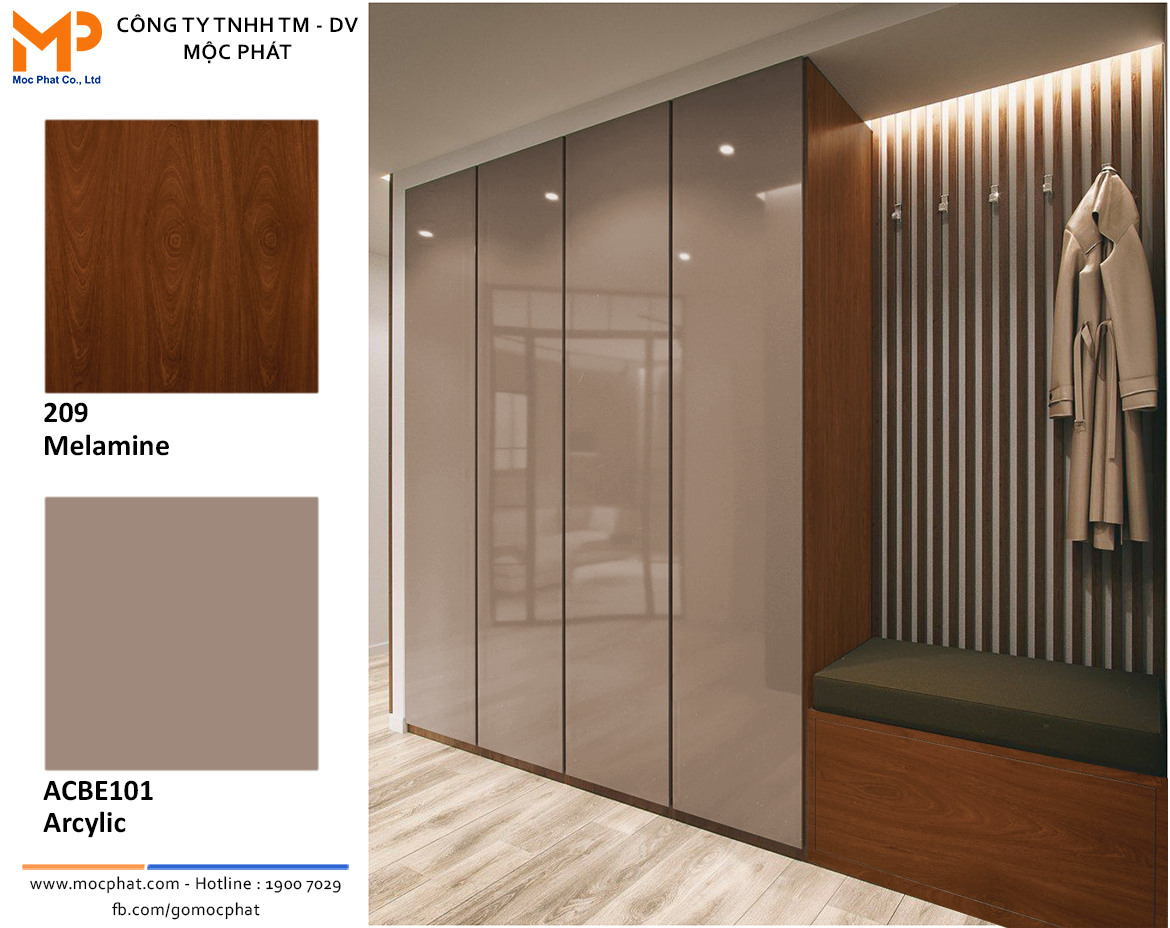 CÔNG TY TNHH TM - DV
MỘC PHÁT
MP
Moc Phat Co., Ltd
209
Melamine
ACBE101
Arcylic
www.mocphat.com - Hotline : 1900 7029
fb.com/gomocphat